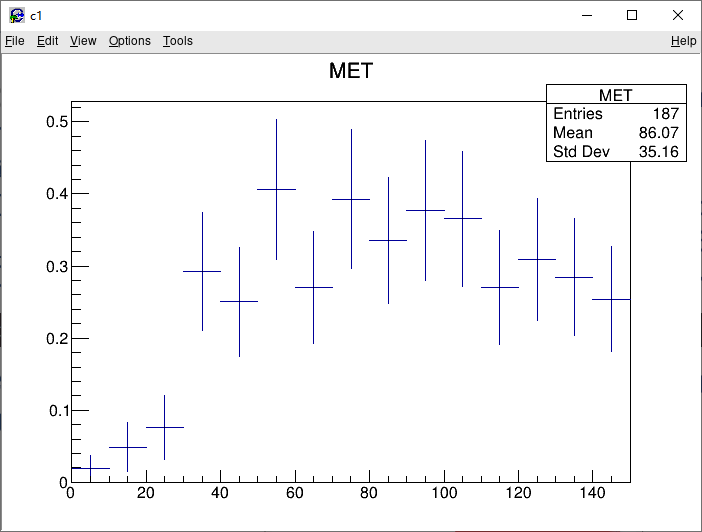 c1
File Edit View Options Tools Help
MET
MET
Entries 187
Mean 86.07
Std Dev 35.16
0.5
0.4
0.3
0.2
0.1
0
0 20 40 60 80 100 120 140